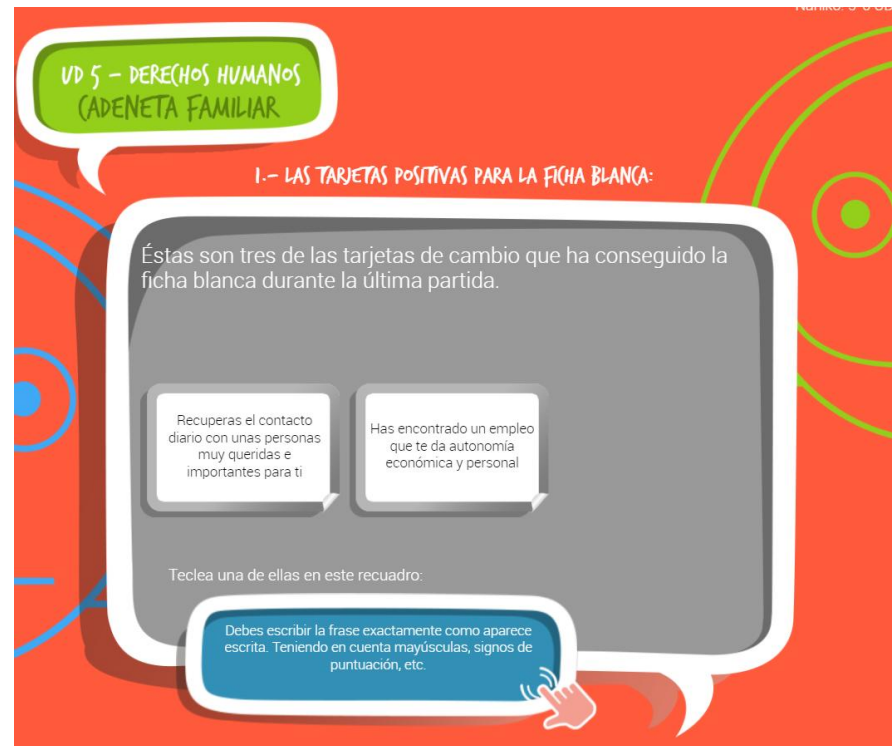 UD 5 – DERECHOS HUMANOS
CADENETA FAMILIAR
1.– LAS TARJETAS POSITIVAS PARA LA FICHA BLANCA:
Éstas son tres de las tarjetas de cambio que ha conseguido la
ficha blanca durante la última partida.
Recuperas el contacto
diario con unas personas
muy queridas e
importantes para ti
Has encontrado un empleo
que te da autonomía
económica y personal
Teclea una de ellas en este recuadro:
Debes escribir la frase exactamente como aparece
escrita. Teniendo en cuenta mayúsculas, signos de
puntuación, etc.